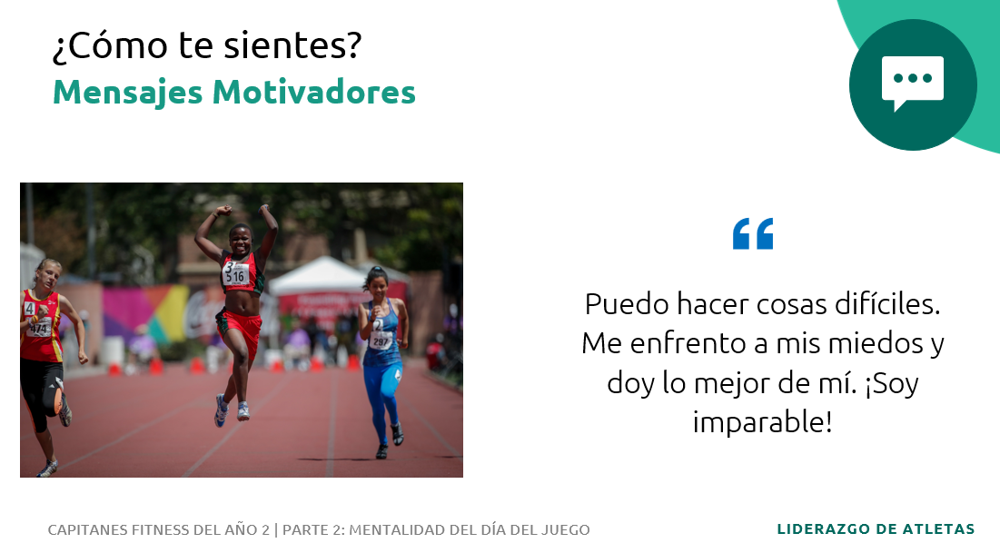 ¿Cómo te sientes?
Mensajes Motivadores
3
516
4
474
2
287
“
Puedo hacer cosas difíciles.
Me enfrento a mis miedos y
doy lo mejor de mí. ¡Soy
imparable!
CAPITANES FITNESS DEL AÑO 2 | PARTE 2: MENTALIDAD DEL DÍA DEL JUEGO
LIDERAZGO DE ATLETAS